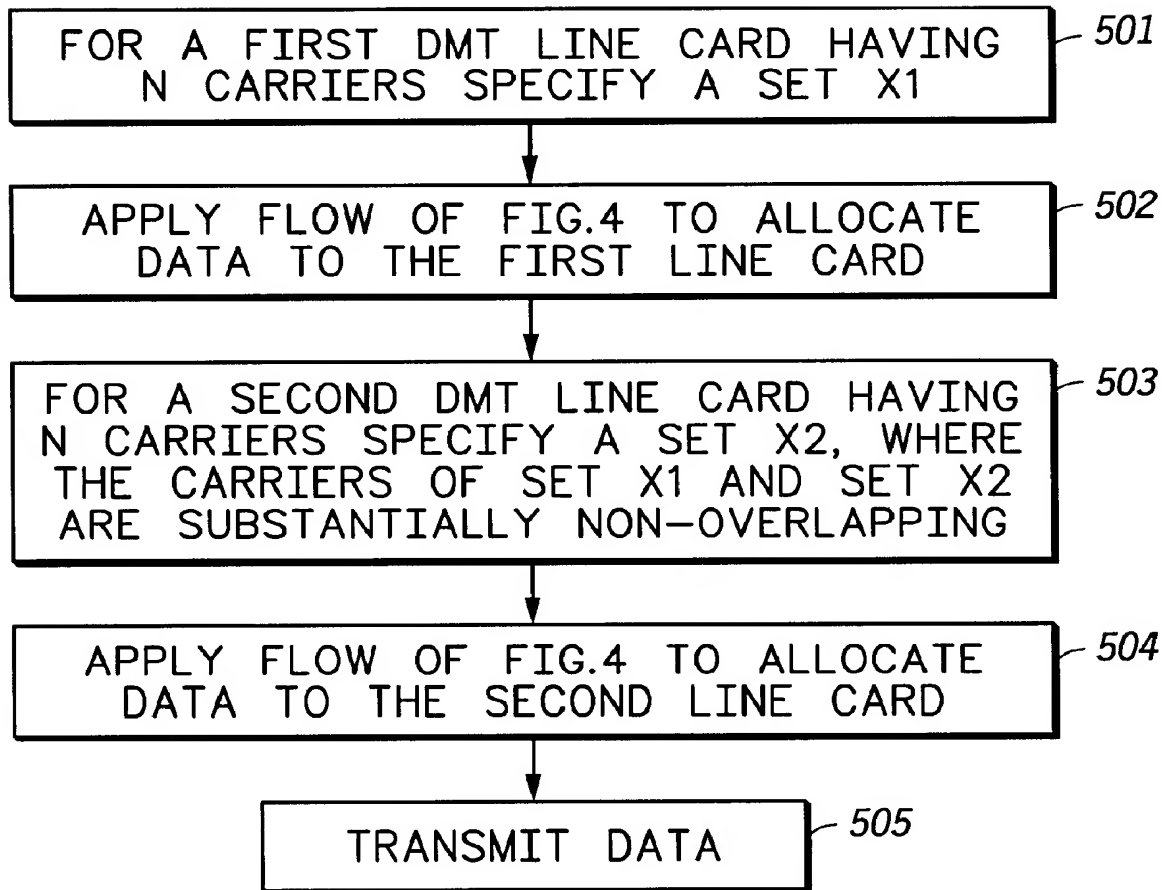 FOR A FIRST DMT LINE CARD HAVING
N CARRIERS SPECIFY A SET X1
501
APPLY FLOW OF FIG.4 TO ALLOCATE
DATA TO THE FIRST LINE CARD
502
FOR A SECOND DMT LINE CARD HAVING
N CARRIERS SPECIFY A SET X2, WHERE
THE CARRIERS OF SET X1 AND SET X2
ARE SUBSTANTIALLY NON-OVERLAPPING
503
APPLY FLOW OF FIG.4 TO ALLOCATE
DATA TO THE SECOND LINE CARD
504
TRANSMIT DATA
505